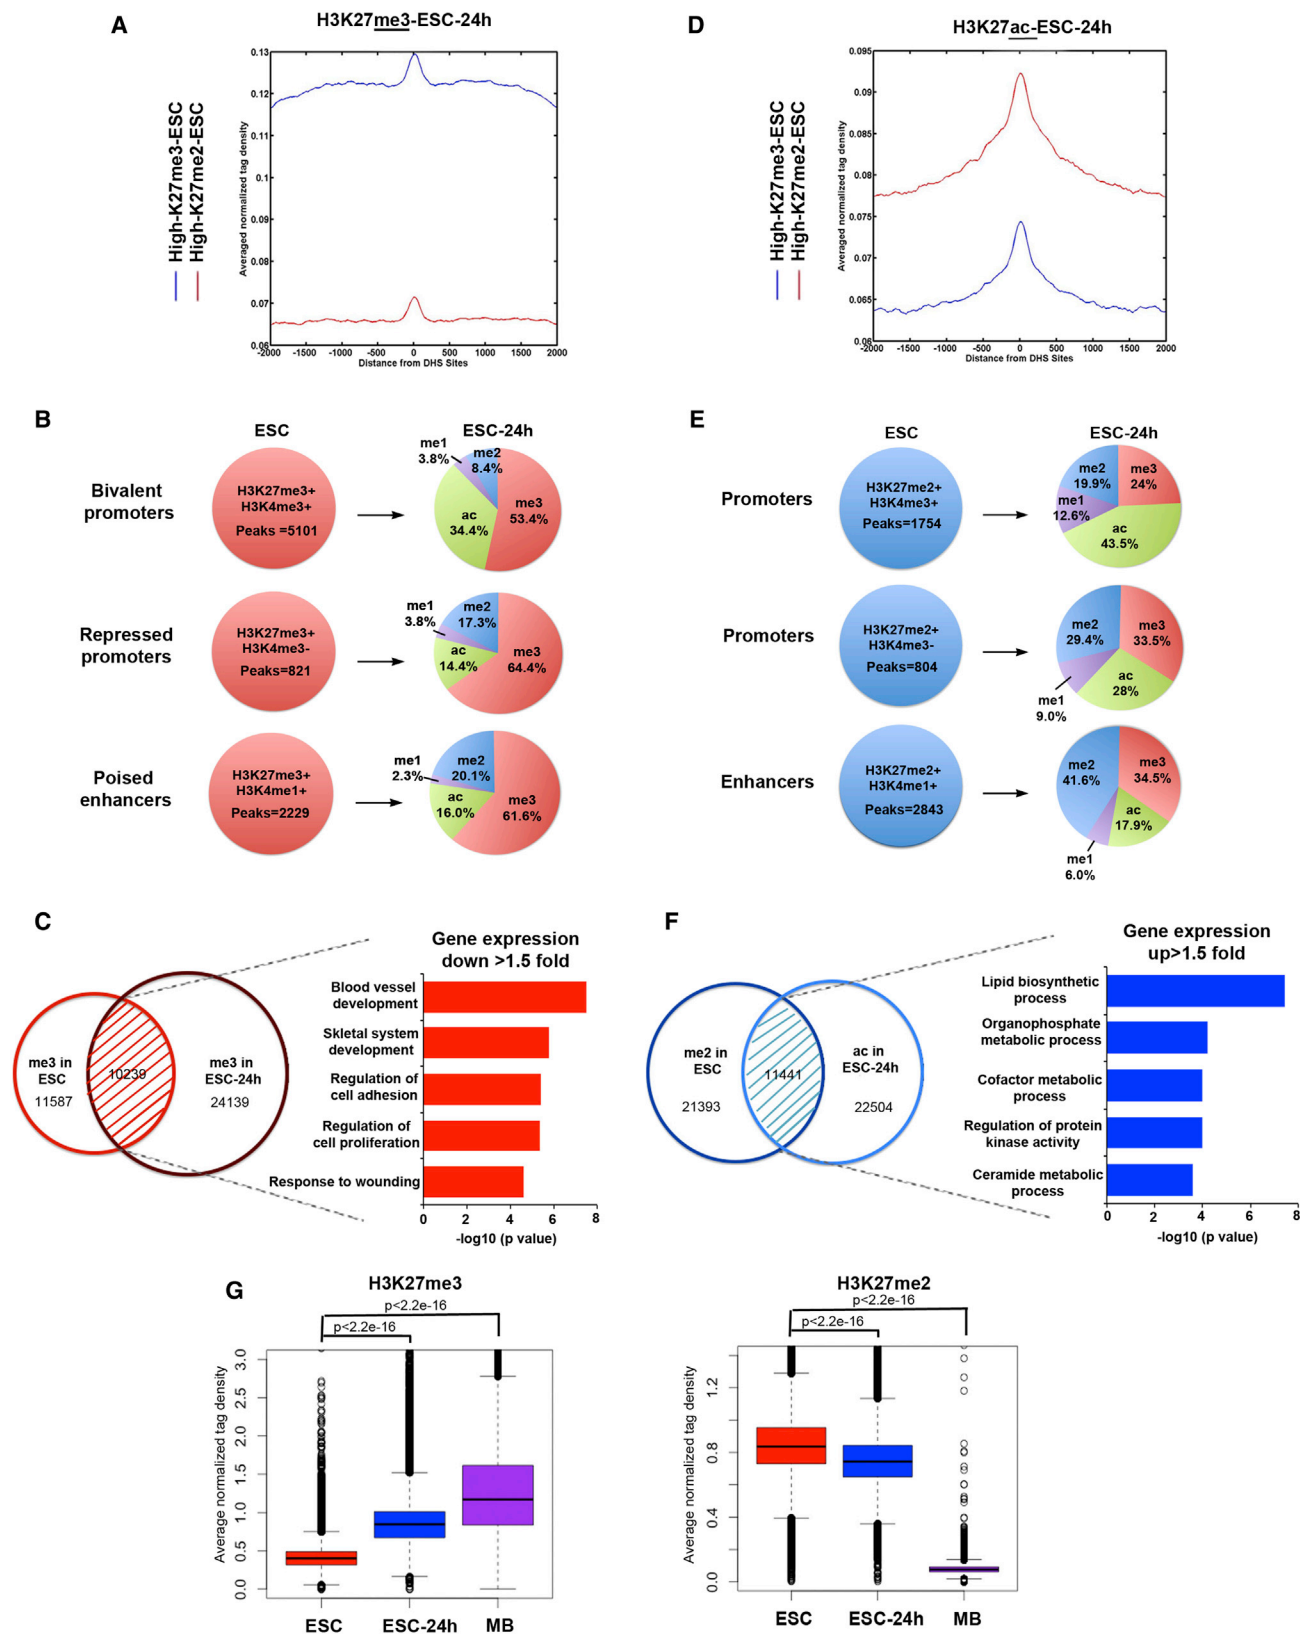 A
H3K27me3-ESC-24h
High-K27me3-ESC
High-K27me2-ESC
Averaged normalized tag density
0.13
0.12
0.11
0.1
0.09
0.08
0.07
0.06
-2000 -1500 -1000 -500 0 500 1000 1500 2000
Distance from DHS Sites
D
H3K27ac-ESC-24h
High-K27me3-ESC
High-K27me2-ESC
Averaged normalized tag density
0.095
0.09
0.085
0.08
0.075
0.07
0.065
0.06
-2000 -1500 -1000 -500 0 500 1000 1500 2000
Distance from DHS Sites
B
ESC
ESC-24h
Bivalent
promoters
H3K27me3+
H3K4me3+
Peaks =5101
me1
3.8%
me2
8.4%
me3
53.4%
ac
34.4%
Repressed
promoters
H3K27me3+
H3K4me3-
Peaks=821
me1
3.8%
me2
17.3%
me3
64.4%
ac
14.4%
Poised
enhancers
H3K27me3+
H3K4me1+
Peaks=2229
me1
2.3%
me2
20.1%
me3
61.6%
ac
16.0%
E
ESC
ESC-24h
Promoters
H3K27me2+
H3K4me3+
Peaks=1754
me2
19.9%
me3
24%
me1
12.6%
ac
43.5%
Promoters
H3K27me2+
H3K4me3-
Peaks=804
me2
29.4%
me3
33.5%
ac
28%
me1
9.0%
Enhancers
H3K27me2+
H3K4me1+
Peaks=2843
me2
41.6%
me3
34.5%
ac
17.9%
me1
6.0%
C
me3 in
ESC
11587
10239
me3 in
ESC-24h
24139
Gene expression
down >1.5 fold
Blood vessel
development
Skletal system
development
Regulation of
cell adhesion
Regulation of
cell proliferation
Response to wounding
0 2 4 6 8
-log10 (p value)
F
me2 in
ESC
21393
11441
ac in
ESC-24h
22504
Gene expression
up>1.5 fold
Lipid biosynthetic
process
Organophosphate
metabolic process
Cofactor metabolic
process
Regulation of protein
kinase activity
Ceramide metabolic
process
0 2 4 6 8
-log10 (p value)
G
H3K27me3
p<2.2e-16
p<2.2e-16
Average normalized tag density
3.0
2.5
2.0
1.5
1.0
0.5
0.0
ESC ESC-24h MB
H3K27me2
p<2.2e-16
p<2.2e-16
Average normalized tag density
1.2
0.8
0.4
0.0
ESC ESC-24h MB